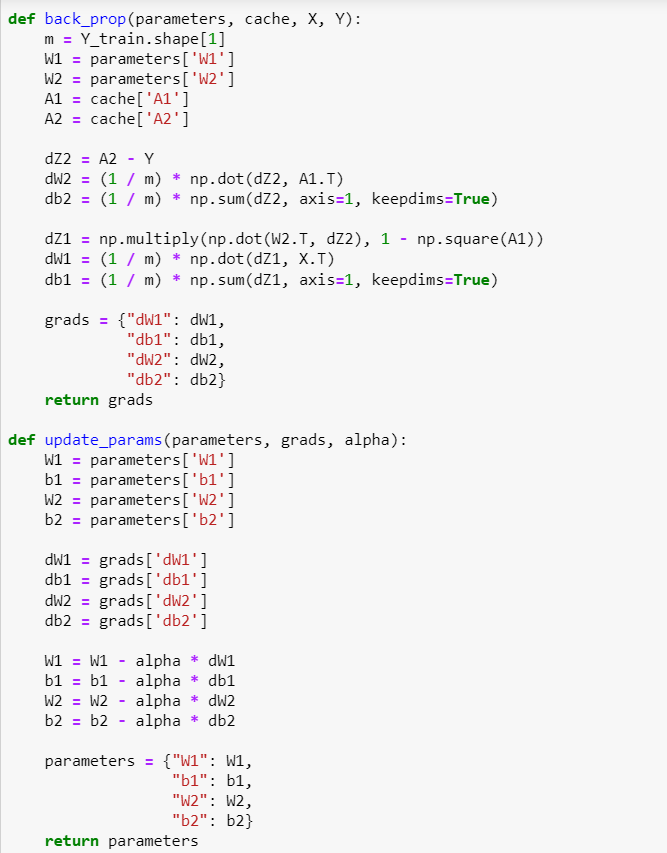 def back_prop(parameters, cache, X, Y):
    m = Y_train.shape[1]
    W1 = parameters['W1']
    W2 = parameters['W2']
    A1 = cache['A1']
    A2 = cache['A2']

    dZ2 = A2 - Y
    dW2 = (1 / m) * np.dot(dZ2, A1.T)
    db2 = (1 / m) * np.sum(dZ2, axis=1, keepdims=True)

    dZ1 = np.multiply(np.dot(W2.T, dZ2), 1 - np.square(A1))
    dW1 = (1 / m) * np.dot(dZ1, X.T)
    db1 = (1 / m) * np.sum(dZ1, axis=1, keepdims=True)

    grads = {"dW1": dW1,
             "db1": db1,
             "dW2": dW2,
             "db2": db2}
    return grads

def update_params(parameters, grads, alpha):
    W1 = parameters['W1']
    b1 = parameters['b1']
    W2 = parameters['W2']
    b2 = parameters['b2']

    dW1 = grads['dW1']
    db1 = grads['db1']
    dW2 = grads['dW2']
    db2 = grads['db2']

    W1 = W1 - alpha * dW1
    b1 = b1 - alpha * db1
    W2 = W2 - alpha * dW2
    b2 = b2 - alpha * db2

    parameters = {"W1": W1,
                  "b1": b1,
                  "W2": W2,
                  "b2": b2}
    return parameters